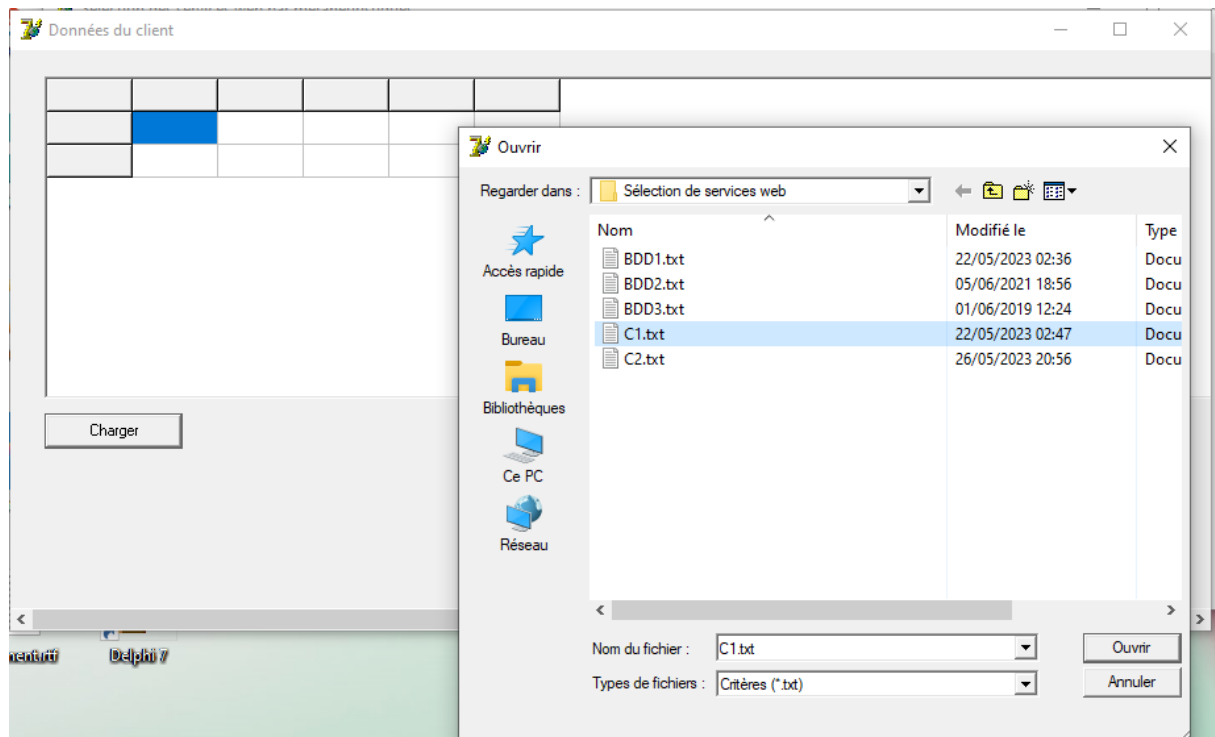 Données du client
Ouvrir
Regarder dans :
Sélection de services web
Nom
Modifié le
Type
BDD1.txt
22/05/2023 02:36
Docu
BDD2.txt
05/06/2021 18:56
Docu
BDD3.txt
01/06/2019 12:24
Docu
C1.txt
22/05/2023 02:47
Docu
C2.txt
26/05/2023 20:56
Docu
Accès rapide
Bureau
Bibliothèques
Ce PC
Réseau
Charger
Nom du fichier :
C1.txt
Ouvrir
Types de fichiers :
Critères (*.txt)
Annuler
Delphi 7